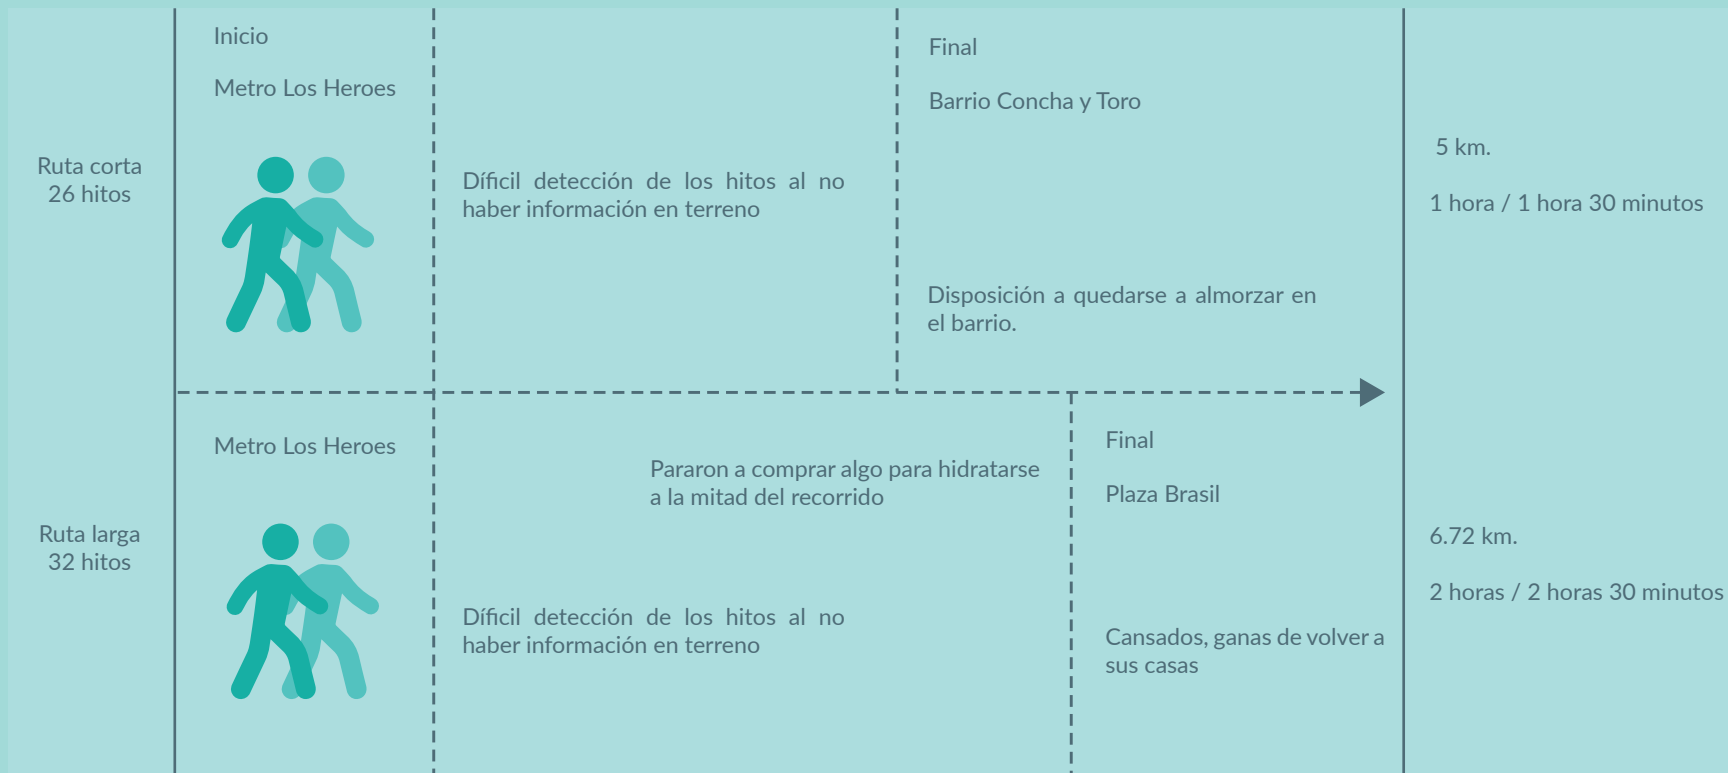 Ruta corta
26 hitos
Inicio
Metro Los Heroes
Díficil detección de los hitos al no
haber información en terreno
Final
Barrio Concha y Toro
Disposición a quedarse a almorzar en
el barrio.
5 km.
1 hora / 1 hora 30 minutos
Ruta larga
32 hitos
Metro Los Heroes
Pararon a comprar algo para hidratarse
a la mitad del recorrido
Díficil detección de los hitos al no
haber información en terreno
Final
Plaza Brasil
Cansados, ganas de volver a
sus casas
6.72 km.
2 horas / 2 horas 30 minutos